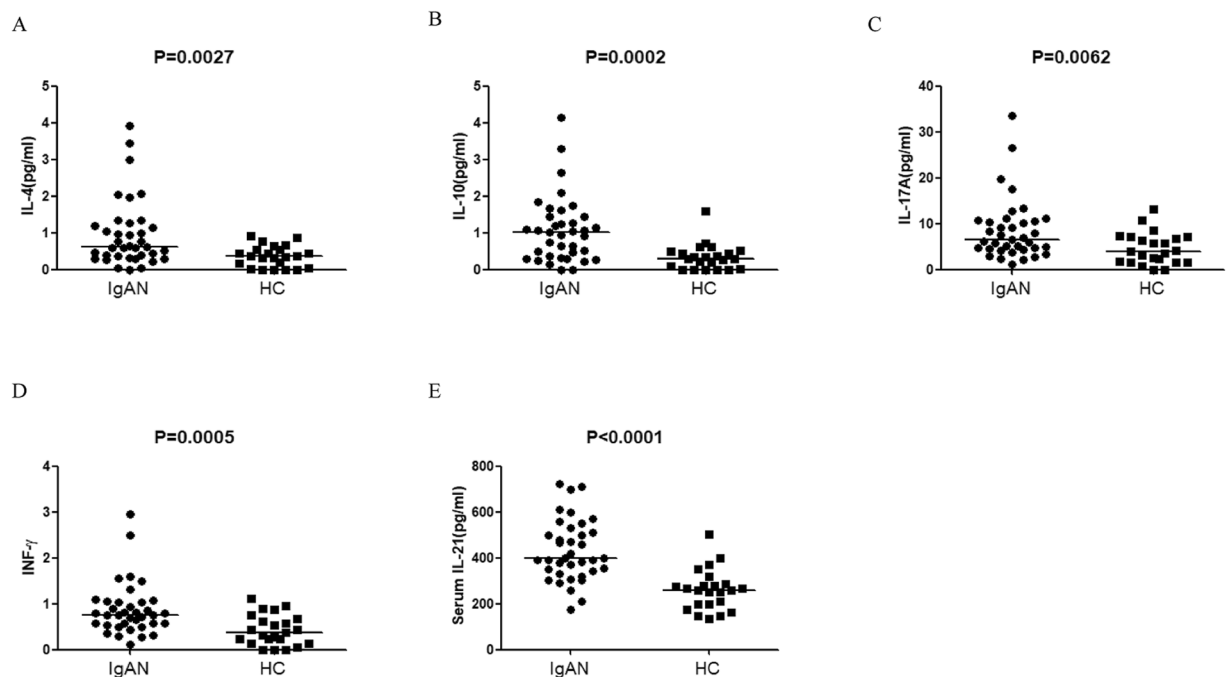 A
P=0.0027
IL-4(pg/ml)
5
4
3
2
1
0
IgAN HC
B
P=0.0002
IL-10(pg/ml)
5
4
3
2
1
0
IgAN HC
C
P=0.0062
IL-17A(pg/ml)
40
30
20
10
0
IgAN HC
D
P=0.0005
INF-γ
4
3
2
1
0
IgAN HC
E
P<0.0001
Serum IL-21(pg/ml)
800
600
400
200
0
IgAN HC